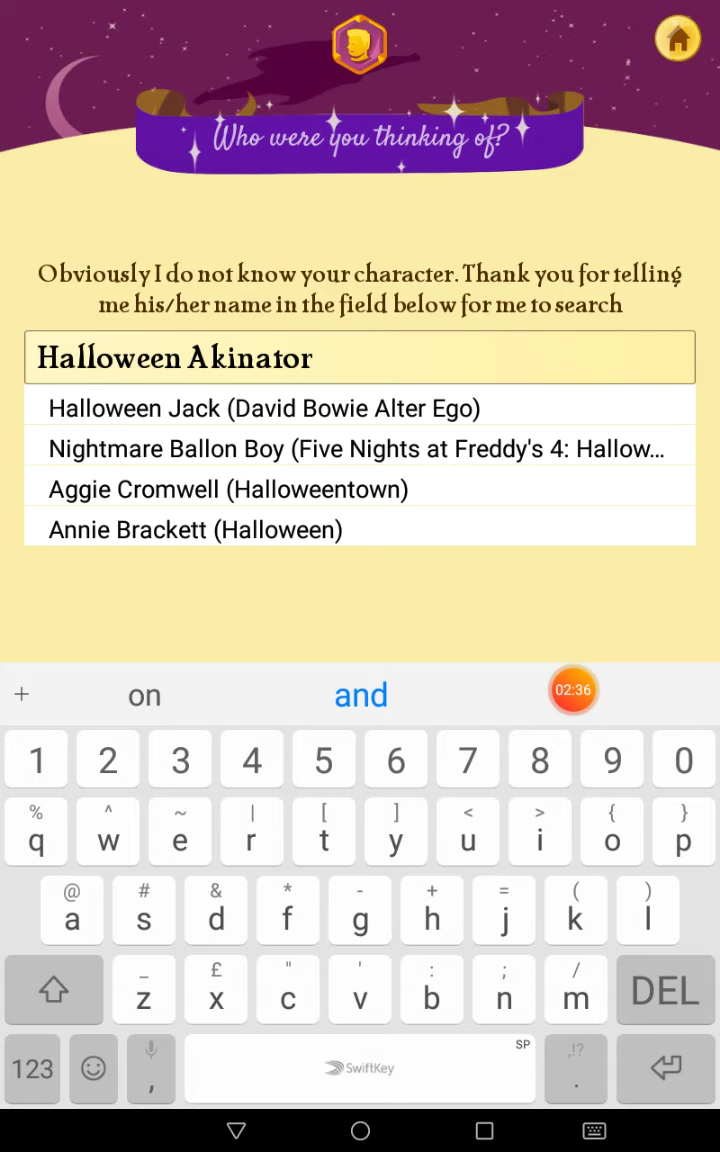 Who were you thinking of?
Obviously I do not know your character. Thank you for telling
me his/her name in the field below for me to search
Halloween Akinator
Halloween Jack (David Bowie Alter Ego)
Nightmare Ballon Boy (Five Nights at Freddy's 4: Hallow...
Aggie Cromwell (Halloweentown)
Annie Brackett (Halloween)
+ on and 02:36
1 2 3 4 5 6 7 8 9 0
% ^ ~ | [ ] < > { }
q w e r t y u i o p
@ # & * - + = ( )
a s d f g h j k l
_ £ " ' : ; /
z x c v b n m DEL
SP ,!?
123 , SwiftKey .